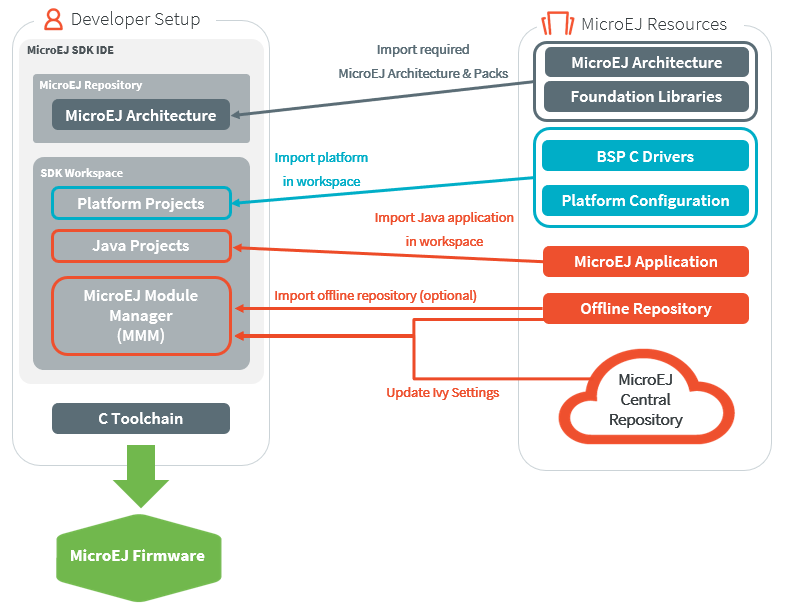 Developer Setup
MicroEJ SDK IDE
MicroEJ Repository
MicroEJ Architecture
SDK Workspace
Platform Projects
Java Projects
MicroEJ Module
Manager
(MMM)
C Toolchain
MicroEJ Firmware
Import required
MicroEJ Architecture & Packs
Import platform
in workspace
Import Java application
in workspace
Import offline repository (optional)
Update Ivy Settings
MicroEJ Resources
MicroEJ Architecture
Foundation Libraries
BSP C Drivers
Platform Configuration
MicroEJ Application
Offline Repository
MicroEJ
Central
Repository